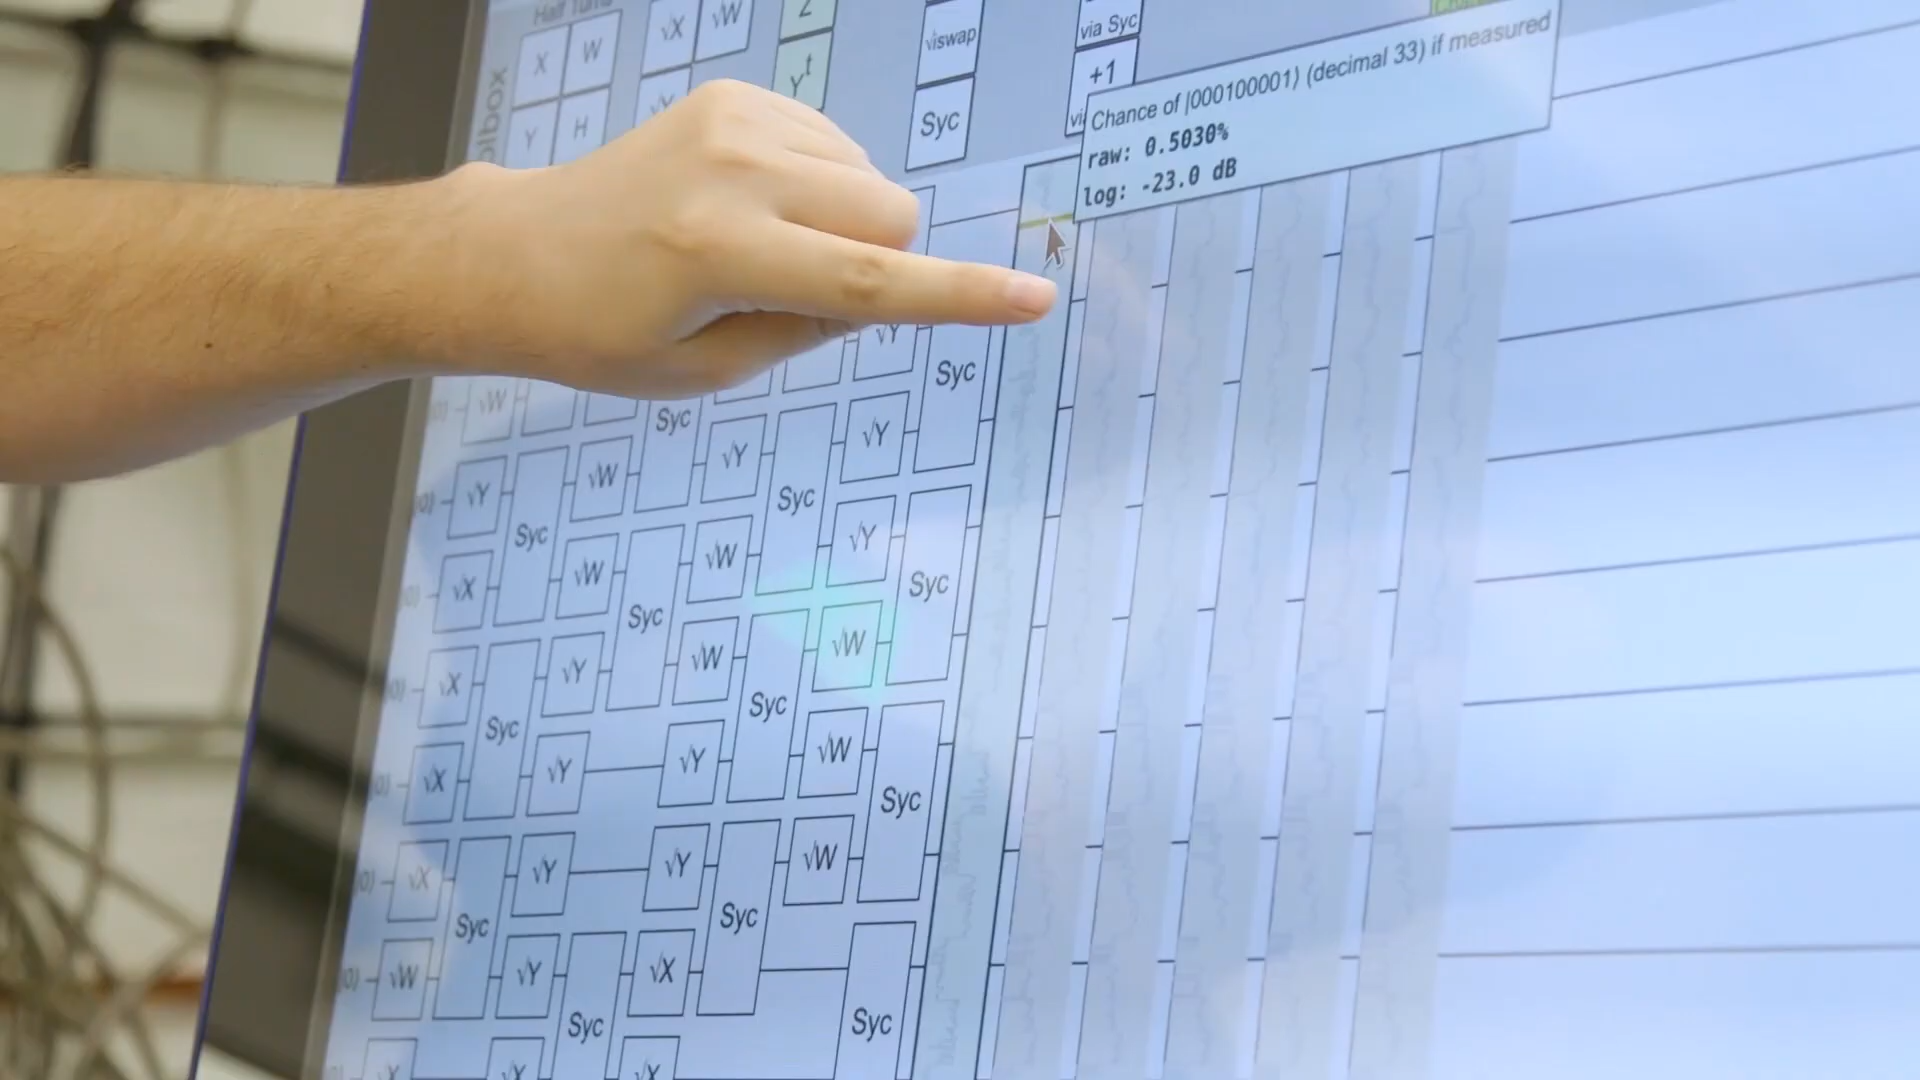 Half Turns
X W √X √W
Y H
Z
Yᵗ
√iswap
Syc
via Syc
+1
Chance of |000100001⟩ (decimal 33) if measured
raw: 0.5030%
log: -23.0 dB
√Y
Syc
√W
Syc
√Y
√Y
√Y
Syc
√W
Syc
√Y
√X
Syc
√W
√W
Syc
√W
√X
√Y
Syc
√W
Syc
√W
√X
Syc
√Y
√Y
Syc
√X
√Y
√Y
Syc
√W
√W
Syc
√Y
Syc
√X
Syc
√X
√X